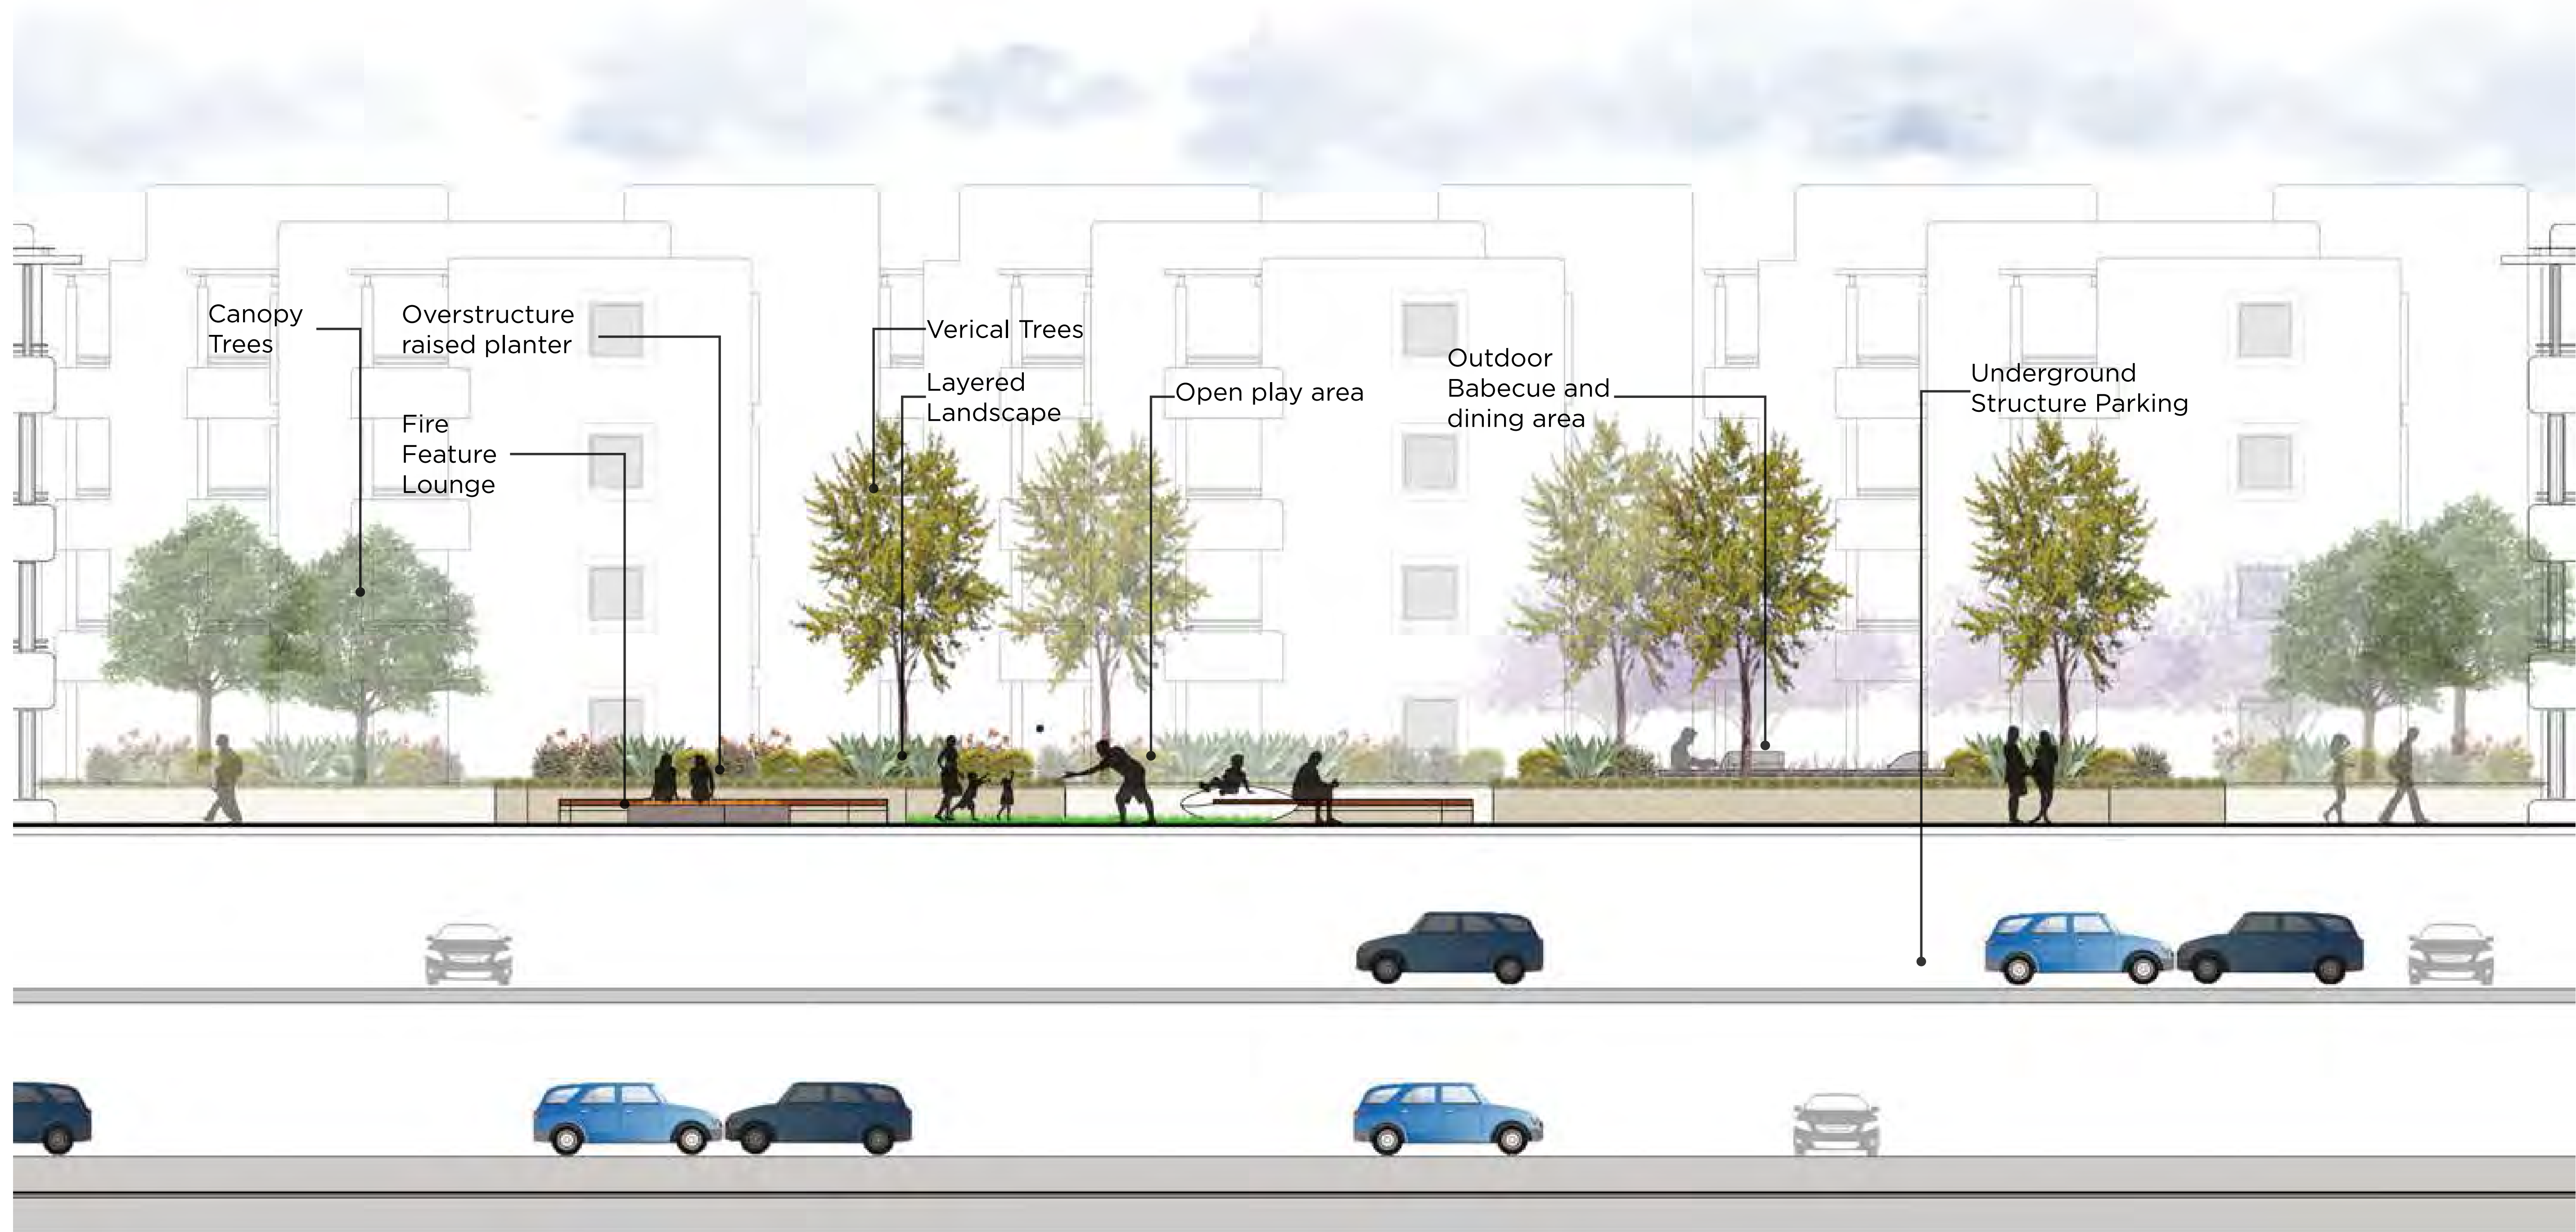 Canopy
Trees
Overstructure
raised planter
Fire
Feature
Lounge
Verical Trees
Layered
Landscape
Open play area
Outdoor
Babecue and
dining area
Underground
Structure Parking